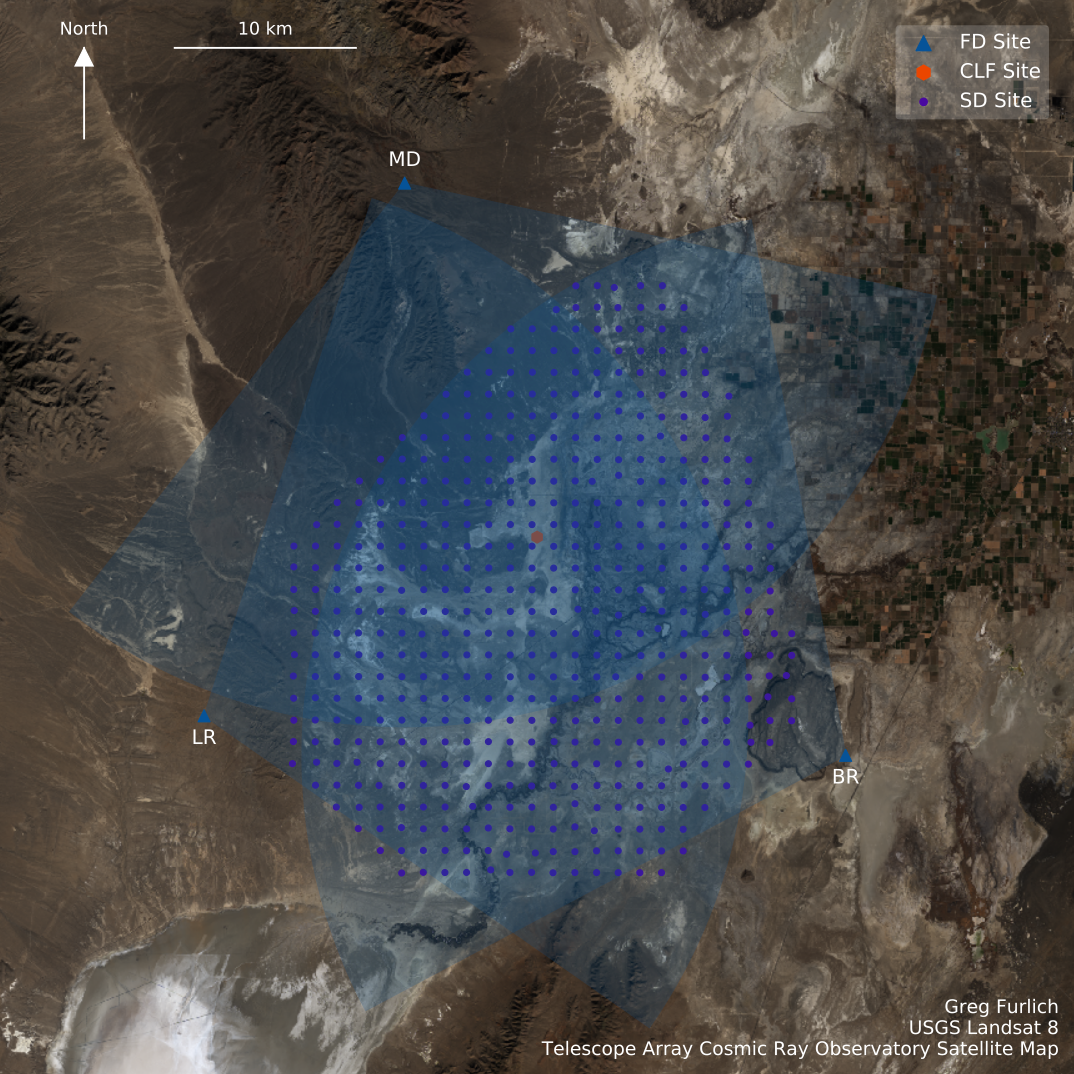 North
10 km
FD Site
CLF Site
SD Site
MD
LR
BR
Greg Furlich
USGS Landsat 8
Telescope Array Cosmic Ray Observatory Satellite Map